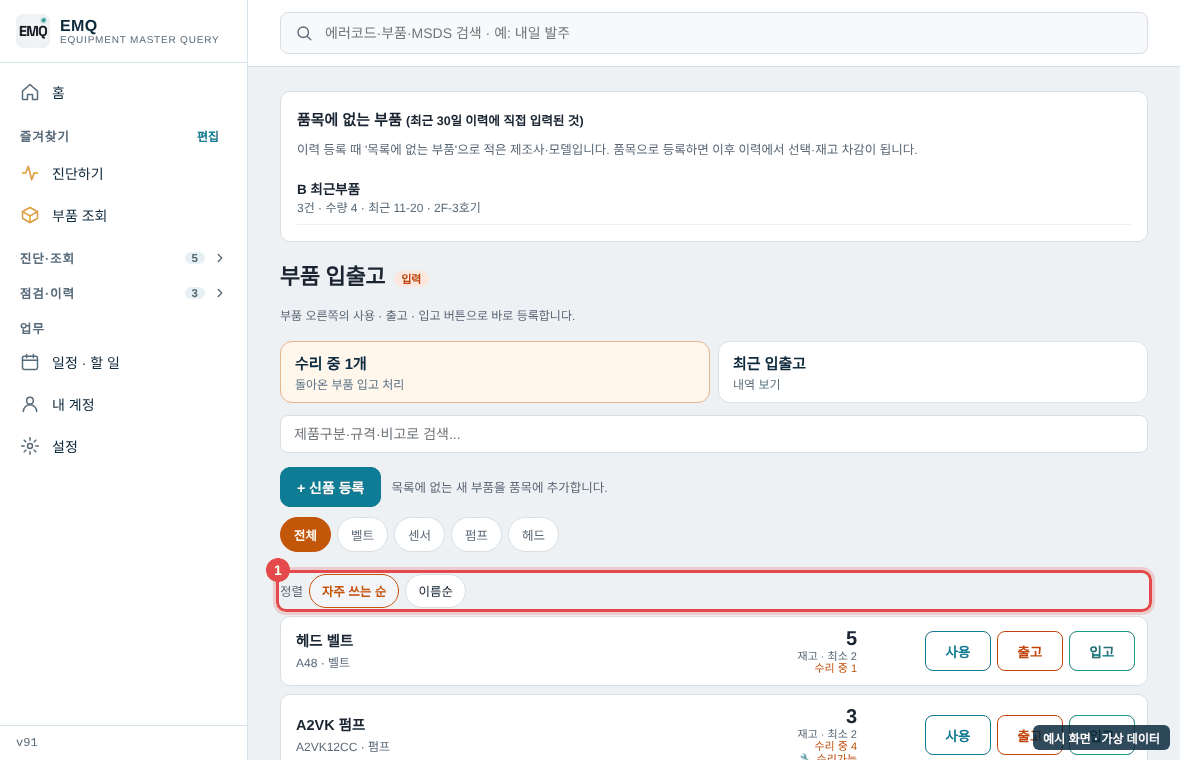 EMQ
EMQ
EQUIPMENT MASTER QUERY
홈
즐겨찾기
편집
진단하기
부품 조회
진단·조회
5
점검·이력
3
업무
일정 · 할 일
내 계정
설정
v91
에러코드·부품·MSDS 검색 · 예: 내일 발주
품목에 없는 부품 (최근 30일 이력에 직접 입력된 것)
이력 등록 때 '목록에 없는 부품'으로 적은 제조사·모델입니다. 품목으로 등록하면 이후 이력에서 선택·재고 차감이 됩니다.
B 최근부품
3건 · 수량 4 · 최근 11-20 · 2F-3호기
부품 입출고
입력
부품 오른쪽의 사용 · 출고 · 입고 버튼으로 바로 등록합니다.
수리 중 1개
돌아온 부품 입고 처리
최근 입출고
내역 보기
제품구분·규격·비고로 검색...
+ 신품 등록
목록에 없는 새 부품을 품목에 추가합니다.
전체
벨트
센서
펌프
헤드
1
정렬
자주 쓰는 순
이름순
헤드 벨트
A48 · 벨트
5
재고 · 최소 2
수리 중 1
사용
출고
입고
A2VK 펌프
A2VK12CC · 펌프
3
재고 · 최소 2
수리 중 4
수리가능
사용
예시 화면 · 가상 데이터